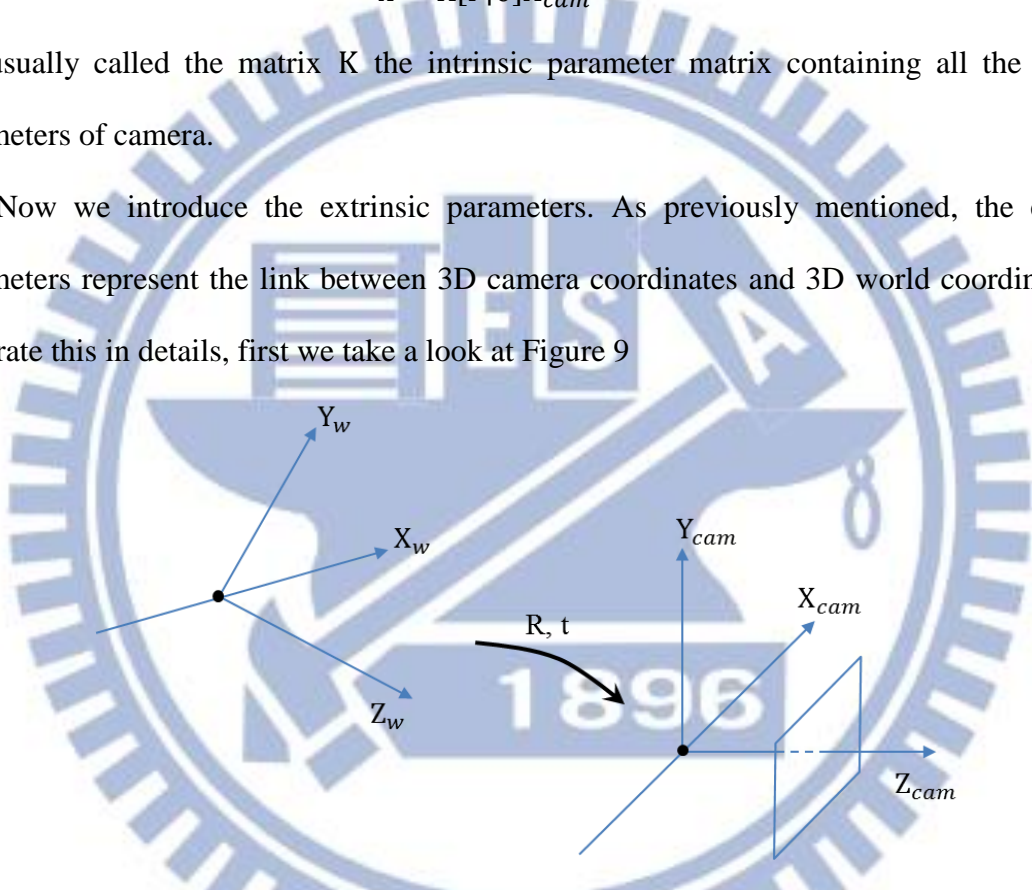 usually called the matrix K the intrinsic parameter matrix containing all the
meters of camera.
Now we introduce the extrinsic parameters. As previously mentioned, the
meters represent the link between 3D camera coordinates and 3D world coordin
rate this in details, first we take a look at Figure 9
E S A
Y_w
X_w
Z_w
R, t
Y_cam
X_cam
Z_cam
1896